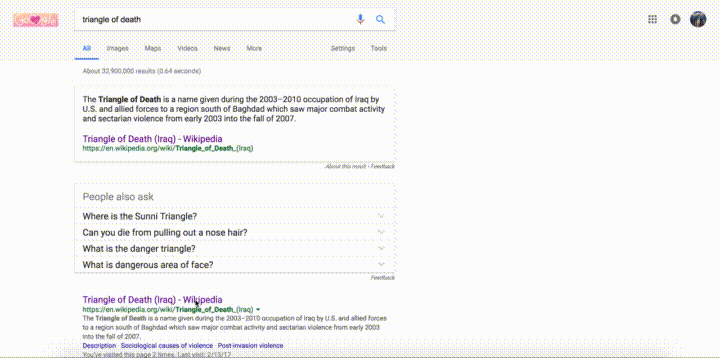 triangle of death
All Images Maps Videos News More Settings Tools
About 32,900,000 results (0.64 seconds)
The Triangle of Death is a name given during the 2003–2010 occupation of Iraq by
U.S. and allied forces to a region south of Baghdad which saw major combat activity
and sectarian violence from early 2003 into the fall of 2007.
Triangle of Death (Iraq) - Wikipedia
https://en.wikipedia.org/wiki/Triangle_of_Death_(Iraq)
About this result • Feedback
People also ask
Where is the Sunni Triangle?
Can you die from pulling out a nose hair?
What is the danger triangle?
What is dangerous area of face?
Feedback
Triangle of Death (Iraq) - Wikipedia
https://en.wikipedia.org/wiki/Triangle_of_Death_(Iraq)
The Triangle of Death is a name given during the 2003–2010 occupation of Iraq by U.S. and allied forces
to a region south of Baghdad which saw major combat activity and sectarian violence from early 2003
into the fall of 2007.
Description · Sociological causes of violence · Post-invasion violence
You've visited this page 2 times. Last visit: 2/13/17